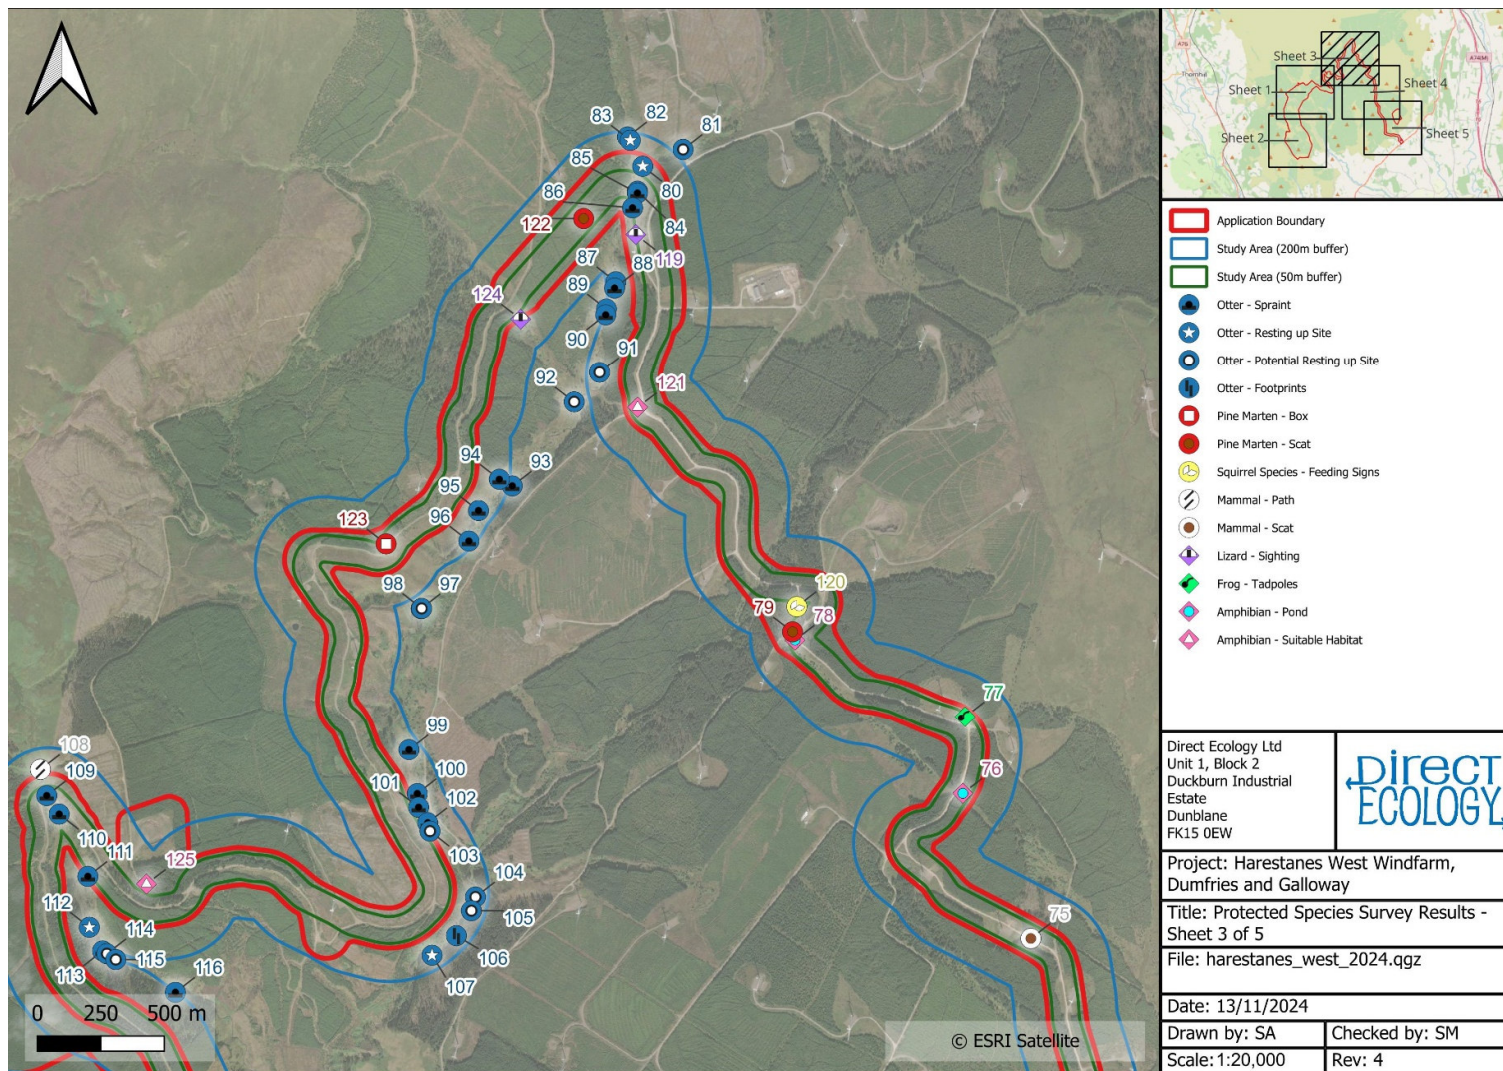 83
82
81
85
86
80
122
84
87
88
119
89
124
90
91
92
121
94
93
95
96
123
98
97
120
79
78
77
99
108
109
101
100
102
76
110
103
111
125
104
112
114
105
75
113
115
116
106
107
0 250 500 m
© ESRI Satellite
A76
Thornhill
A74(M)
Sheet 3
Sheet 1
Sheet 4
Sheet 2
Sheet 5
Application Boundary
Study Area (200m buffer)
Study Area (50m buffer)
Otter - Spraint
Otter - Resting up Site
Otter - Potential Resting up Site
Otter - Footprints
Pine Marten - Box
Pine Marten - Scat
Squirrel Species - Feeding Signs
Mammal - Path
Mammal - Scat
Lizard - Sighting
Frog - Tadpoles
Amphibian - Pond
Amphibian - Suitable Habitat
Direct Ecology Ltd
Unit 1, Block 2
Duckburn Industrial
Estate
Dunblane
FK15 0EW
Direct
ECOLOGY
Project: Harestanes West Windfarm,
Dumfries and Galloway
Title: Protected Species Survey Results -
Sheet 3 of 5
File: harestanes_west_2024.qgz
Date: 13/11/2024
Drawn by: SA
Checked by: SM
Scale:1:20,000
Rev: 4